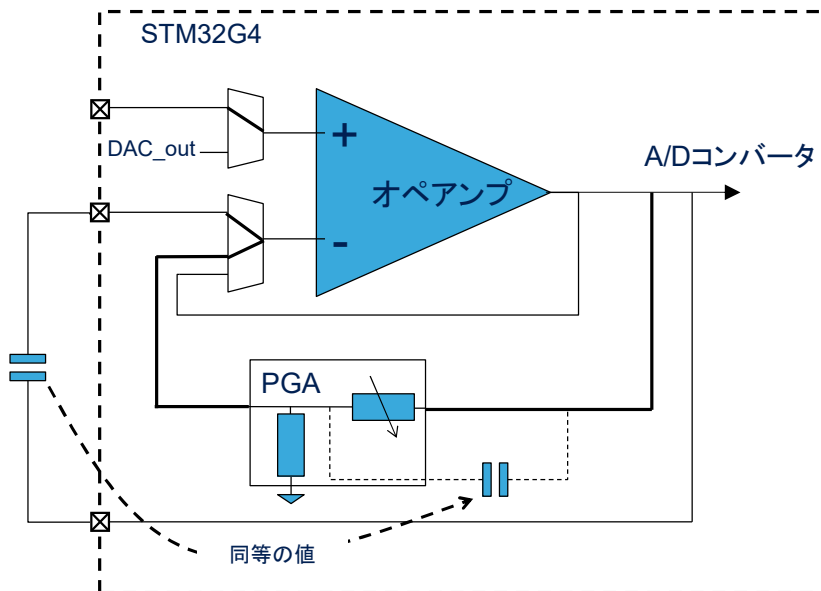 STM32G4
DAC_out
+
オペアンプ
-
A/Dコンバータ
PGA
同等の値